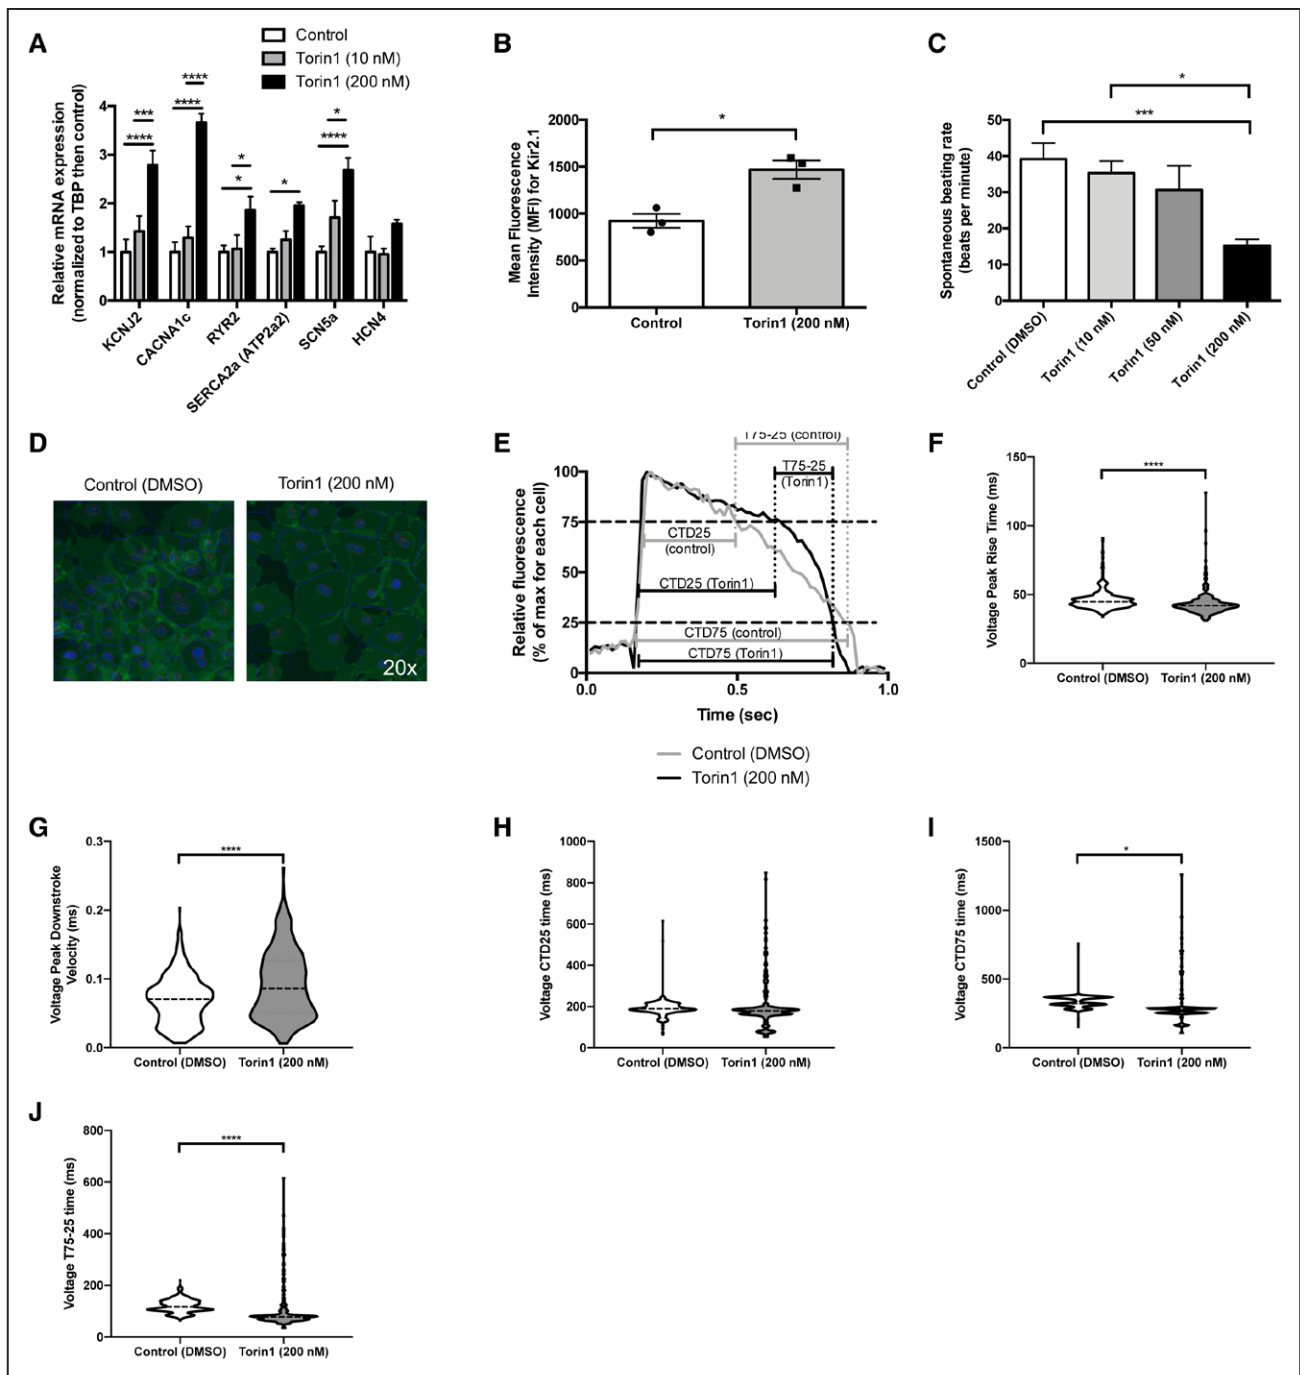 A
Control
Torin1 (10 nM)
Torin1 (200 nM)
Relative mRNA expression
(normalized to TBP then control)
4
3
2
1
0
****
****
***
****
*
*
*
*
****
KCNJ2
CACNA1c
RYR2
SERCA2a (ATP2a2)
SCN5a
HCN4
B
Mean Fluorescence
Intensity (MFI) for Kir2.1
2000
1500
1000
500
0
*
Control
Torin1 (200 nM)
C
Spontaneous beating rate
(beats per minute)
50
40
30
20
10
0
*
***
Control (DMSO)
Torin1 (10 nM)
Torin1 (50 nM)
Torin1 (200 nM)
D
Control (DMSO)
Torin1 (200 nM)
20x
E
Relative fluorescence
(% of max for each cell)
100
75
50
25
0
T75-25 (control)
T75-25
(Torin1)
CTD25
(control)
CTD25 (Torin1)
CTD75 (control)
CTD75 (Torin1)
0.0
0.5
1.0
Time (sec)
Control (DMSO)
Torin1 (200 nM)
F
Voltage Peak Rise Time (ms)
150
100
50
0
****
Control (DMSO)
Torin1 (200 nM)
G
Voltage Peak Downstroke
Velocity (ms)
0.3
0.2
0.1
0.0
****
Control (DMSO)
Torin1 (200 nM)
H
Voltage CTD25 time (ms)
1000
800
600
400
200
0
Control (DMSO)
Torin1 (200 nM)
I
Voltage CTD75 time (ms)
1500
1000
500
0
*
Control (DMSO)
Torin1 (200 nM)
J
Voltage T75-25 time (ms)
800
600
400
200
0
****
Control (DMSO)
Torin1 (200 nM)